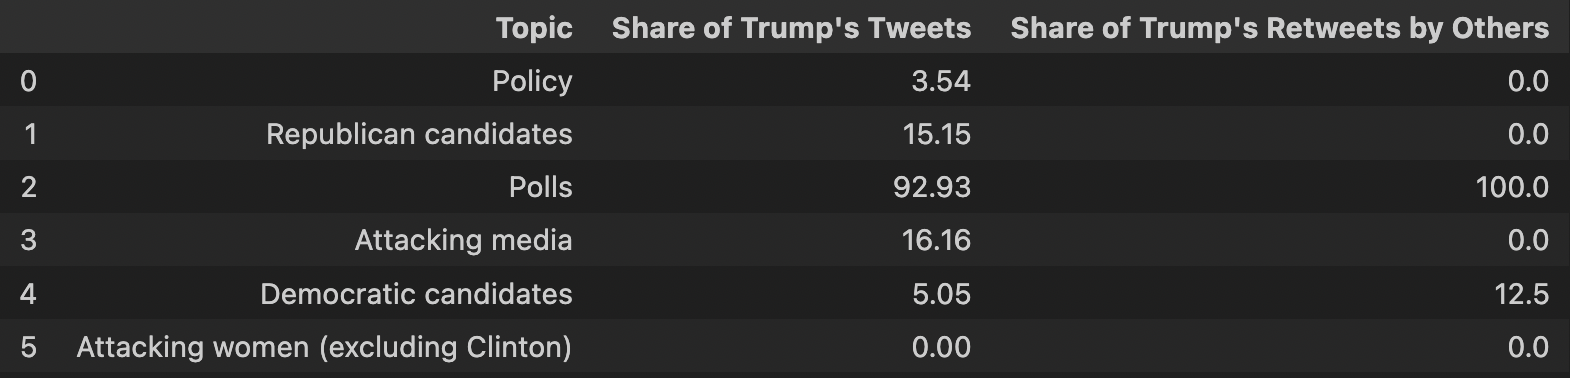 Topic Share of Trump's Tweets Share of Trump's Retweets by Others
0 Policy 3.54 0.0
1 Republican candidates 15.15 0.0
2 Polls 92.93 100.0
3 Attacking media 16.16 0.0
4 Democratic candidates 5.05 12.5
5 Attacking women (excluding Clinton) 0.00 0.0